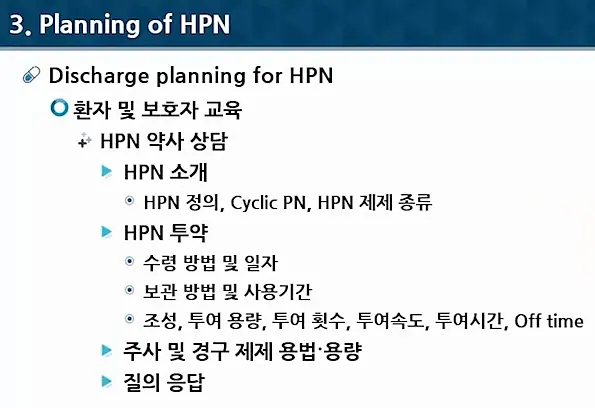 3. Planning of HPN
Discharge planning for HPN
환자 및 보호자 교육
HPN 약사 상담
HPN 소개
HPN 정의, Cyclic PN, HPN 제제 종류
HPN 투약
수령 방법 및 일자
보관 방법 및 사용기간
조성, 투여 용량, 투여 횟수, 투여속도, 투여시간, Off time
주사 및 경구 제제 용법·용량
질의 응답